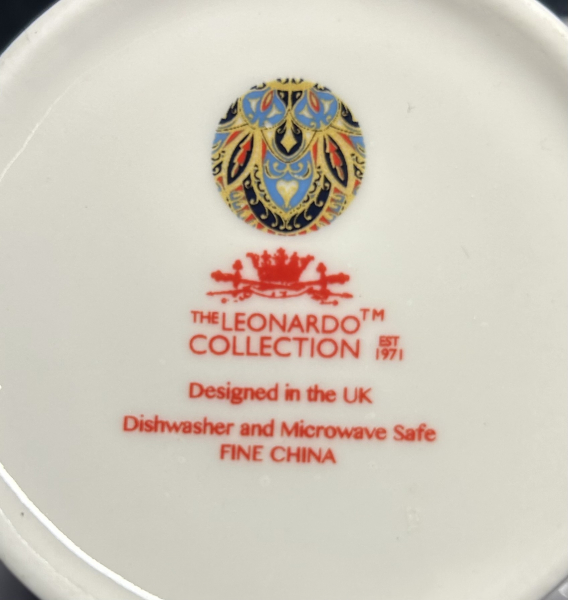 THE LEONARDO™
COLLECTION EST 1971
Designed in the UK
Dishwasher and Microwave Safe
FINE CHINA